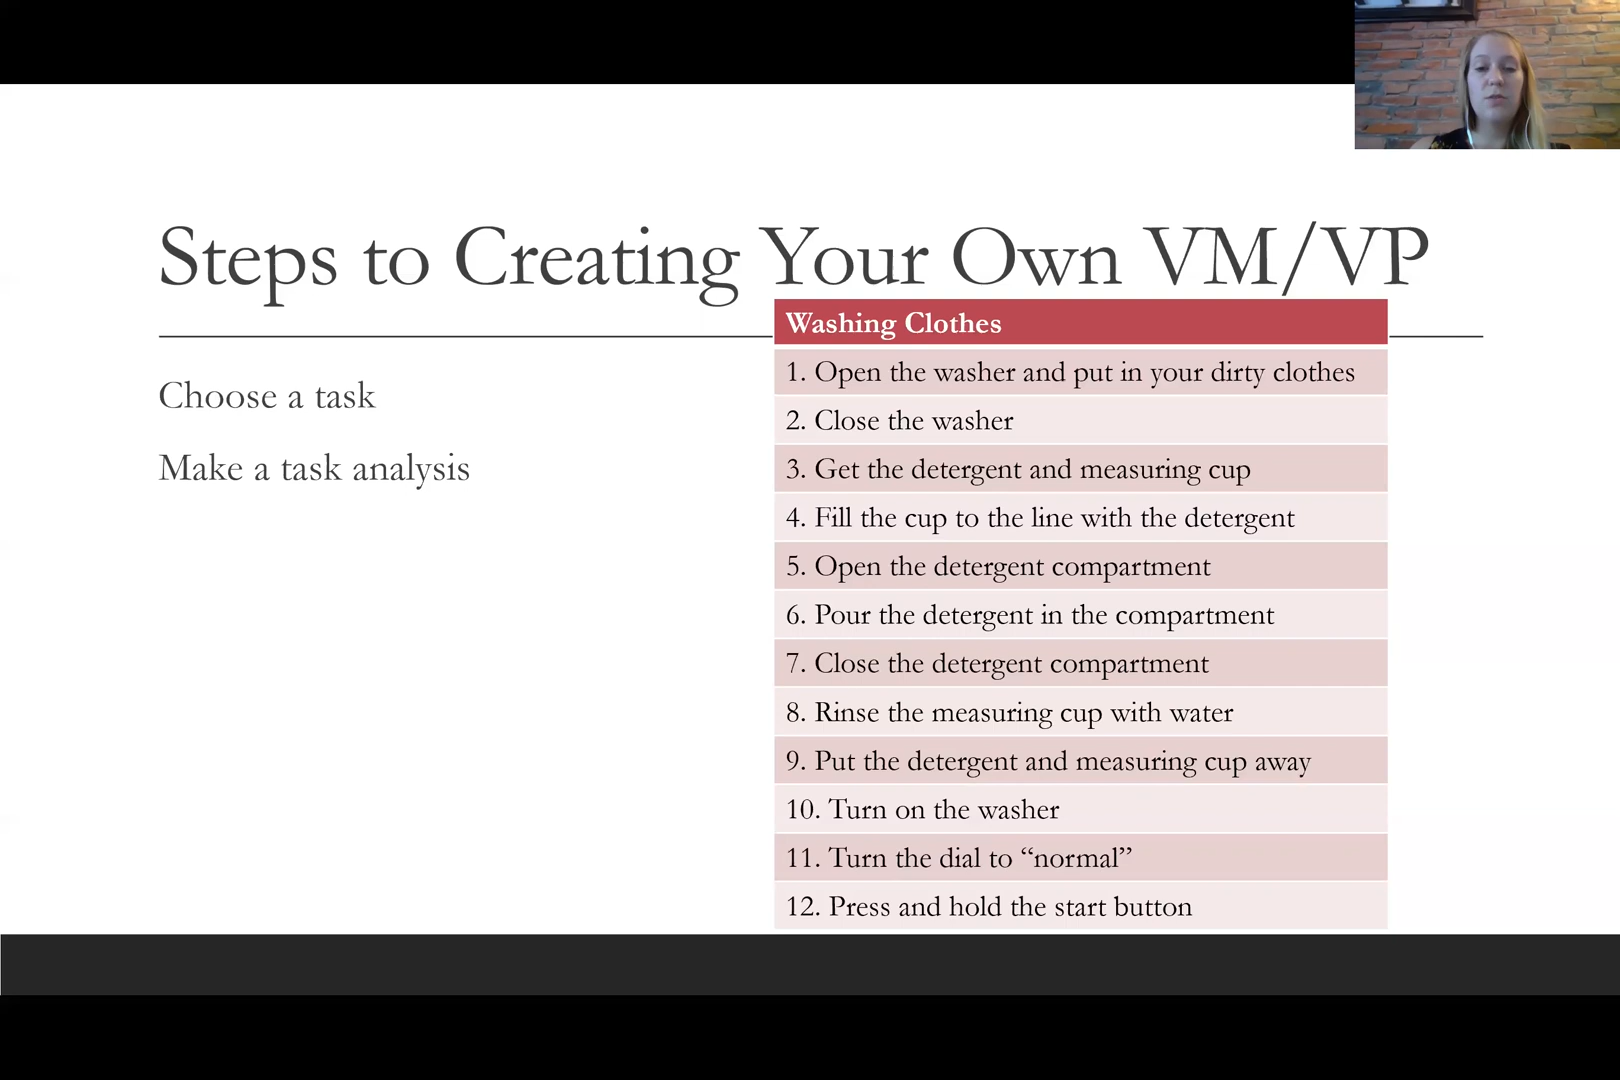 Steps to Creating Your Own VM/VP
Choose a task
Make a task analysis
Washing Clothes
1. Open the washer and put in your dirty clothes
2. Close the washer
3. Get the detergent and measuring cup
4. Fill the cup to the line with the detergent
5. Open the detergent compartment
6. Pour the detergent in the compartment
7. Close the detergent compartment
8. Rinse the measuring cup with water
9. Put the detergent and measuring cup away
10. Turn on the washer
11. Turn the dial to “normal”
12. Press and hold the start button